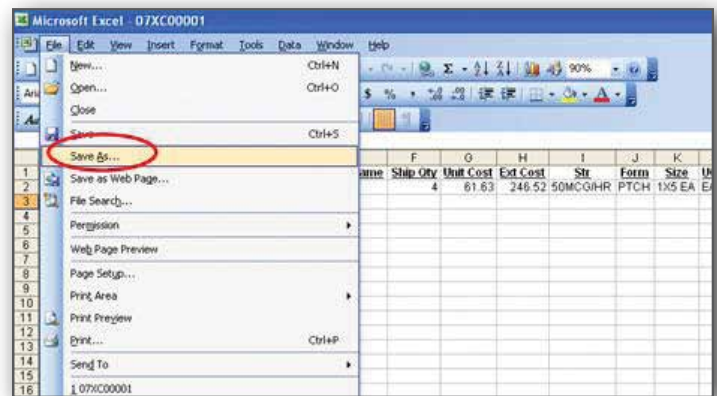 Microsoft Excel - 07XC00001
File Edit View Insert Format Tools Data Window Help
New... Ctrl+N
Open... Ctrl+O
Close
Save Ctrl+S
Save As...
Save as Web Page...
File Search...
Permission
Web Page Preview
Page Setup...
Print Area
Print Preview
Print... Ctrl+P
Send To
1 07XC00001
90%
F G H I J K
Ship Qty Unit Cost Ext Cost Str Form Size
4 61.63 246.52 50MCG/HR PTCH 1X5 EA
1
2
3
4
5
6
7
8
9
10
11
12
13
14
15
16